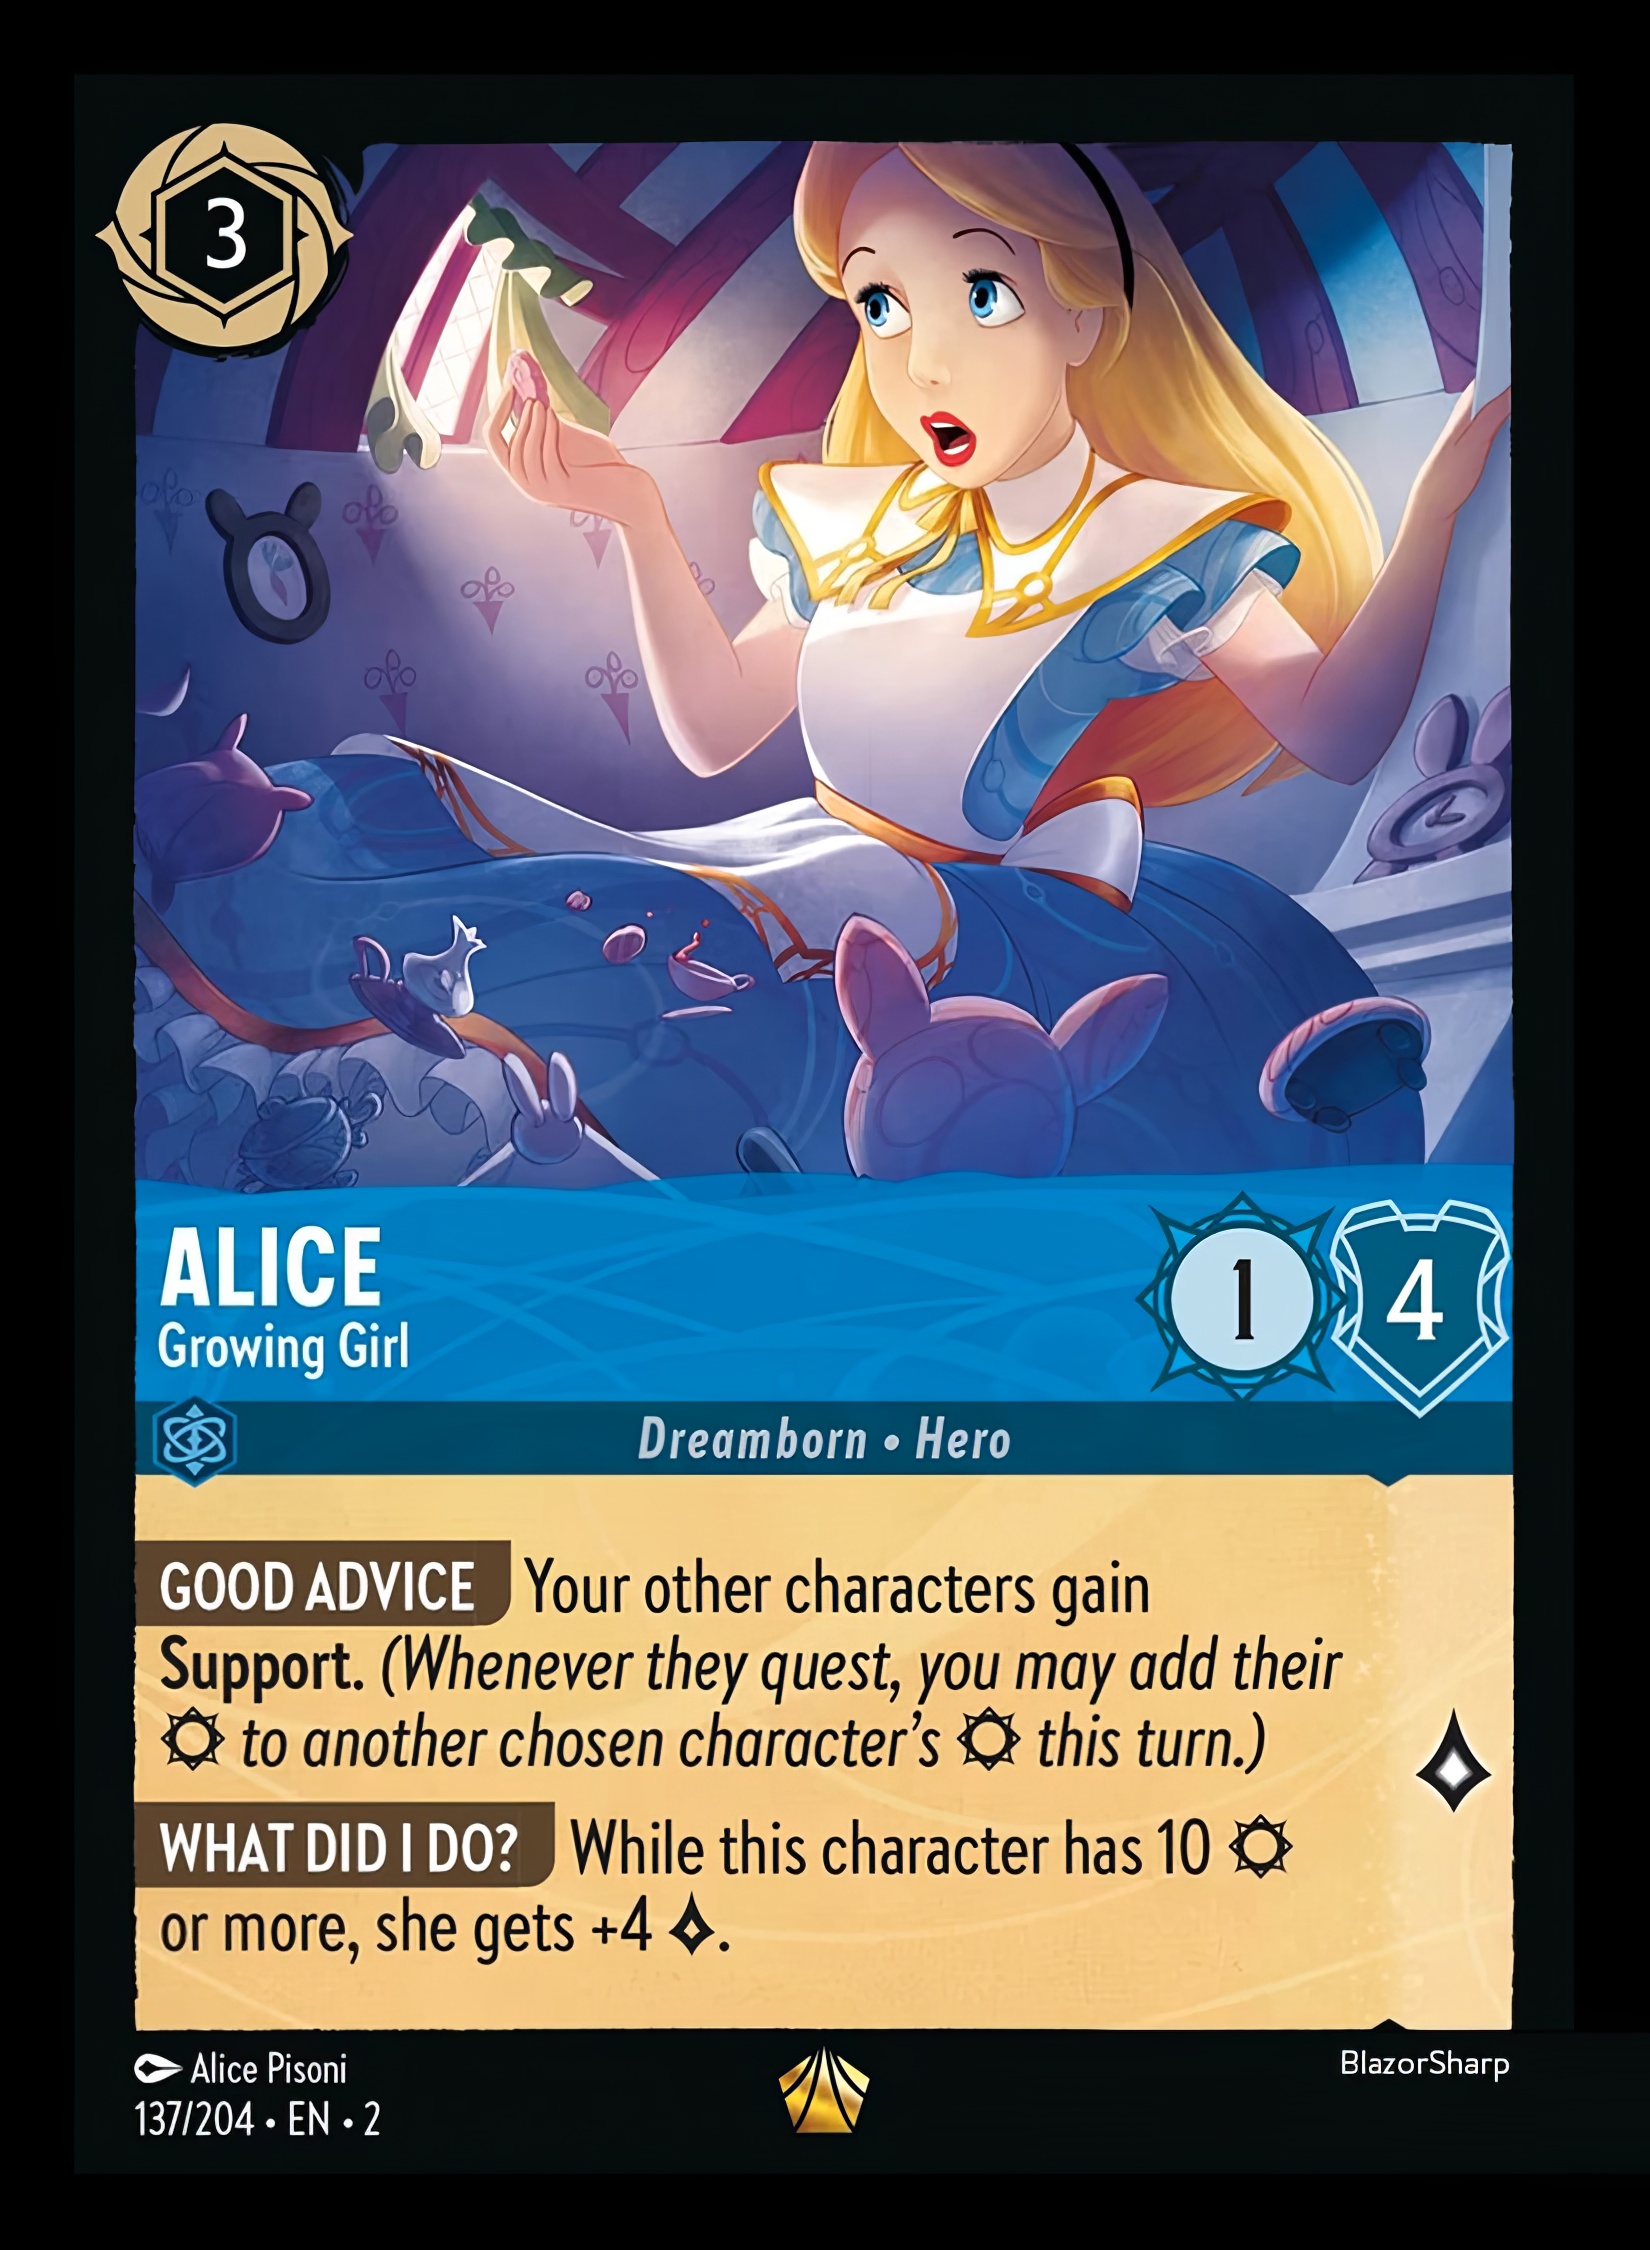 3
ALICE
Growing Girl
1 4
Dreamborn • Hero
GOOD ADVICE Your other characters gain
Support. (Whenever they quest, you may add their
to another chosen character's this turn.)
WHAT DID I DO? While this character has 10
or more, she gets +4 .
Alice Pisoni
137/204 • EN • 2
BlazorSharp